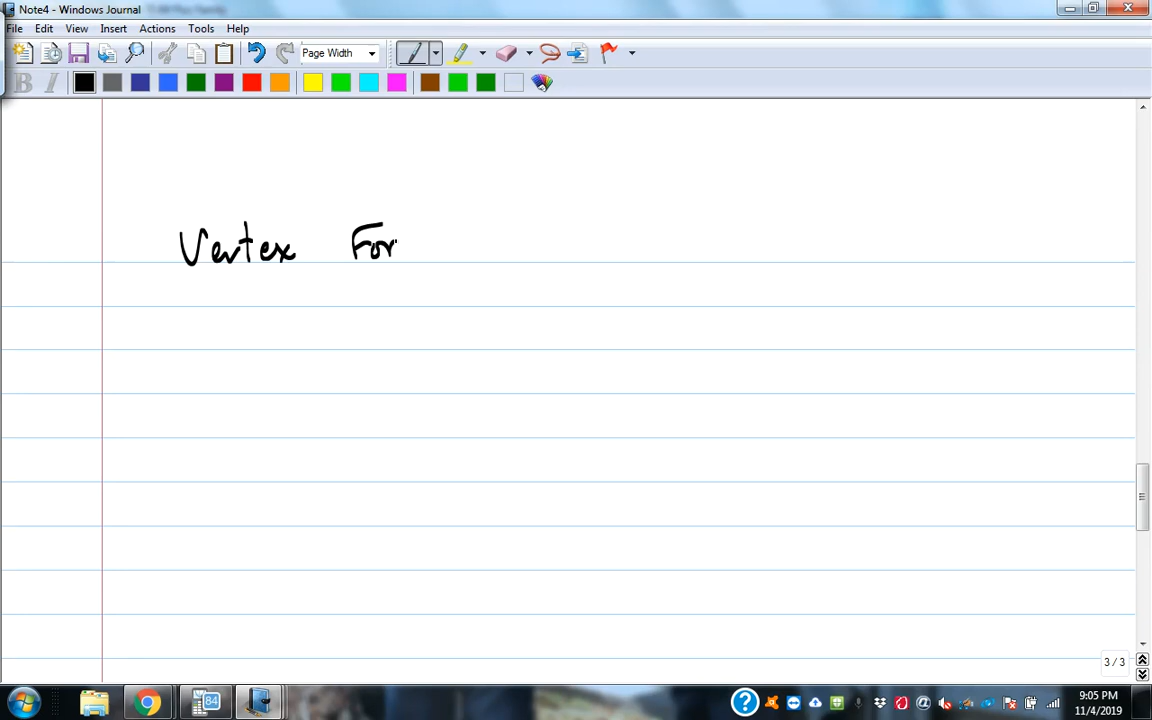 Note4 - Windows Journal
File Edit View Insert Actions Tools Help
Page Width
B I
Vertex For
3 / 3
84
9:05 PM
11/4/2019